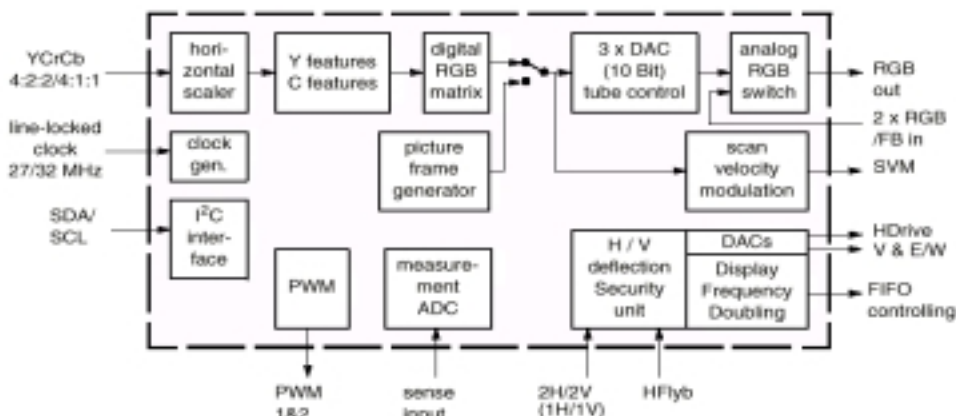 YCrCb
4:2:2/4:1:1
hori-
zontal
scaler
Y features
C features
digital
RGB
matrix
3 x DAC
(10 Bit)
tube control
analog
RGB
switch
RGB
out
2 x RGB
/FB in
line-locked
clock
27/32 MHz
clock
gen.
picture
frame
generator
scan
velocity
modulation
SVM
SDA/
SCL
I²C
inter-
face
PWM
measure-
ment
ADC
H / V
deflection
Security
unit
DACs
Display
Frequency
Doubling
HDrive
V & E/W
FIFO
controlling
PWM
1&2
sense
input
2H/2V
(1H/1V)
HFlyb